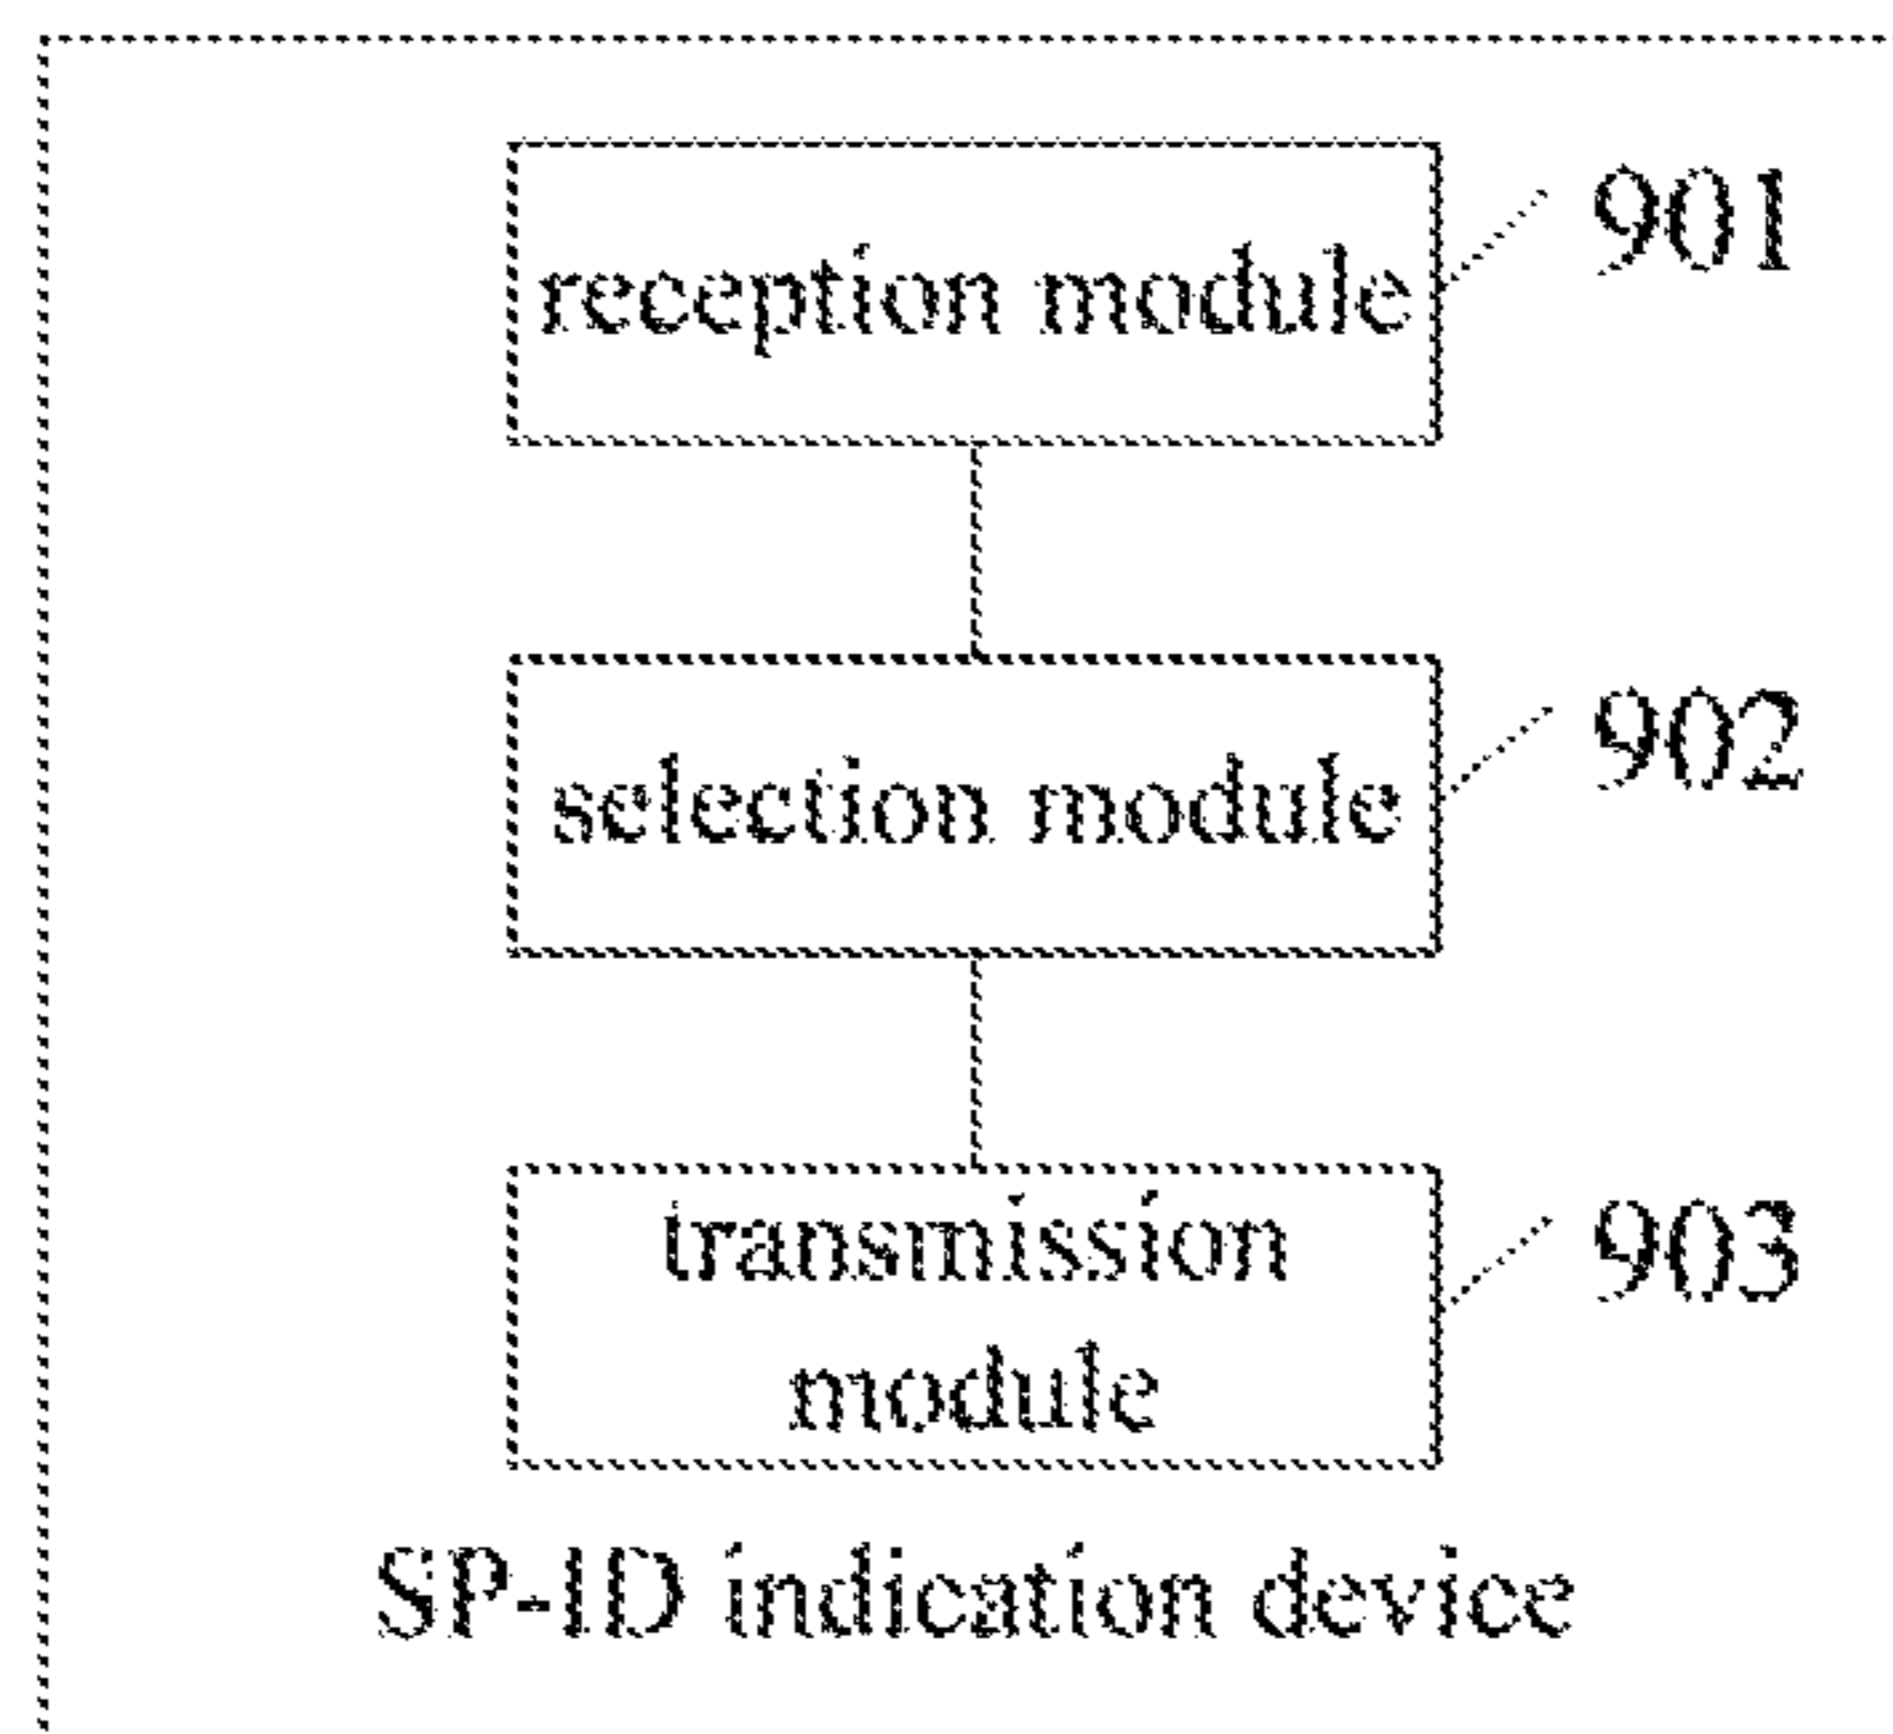 reception module
901
selection module
902
transmission
module
903
SP-ID indication device